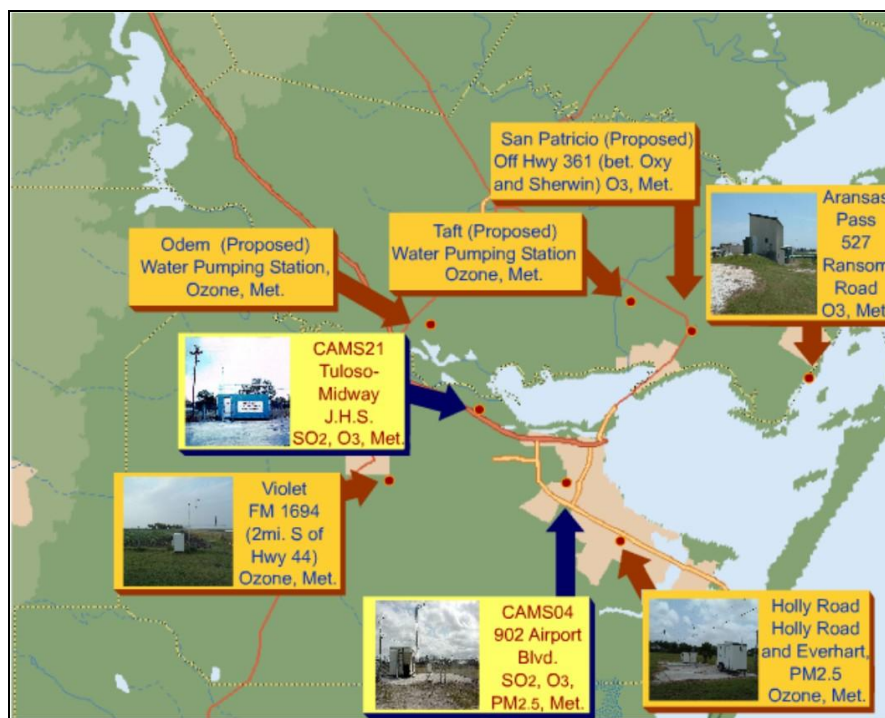 San Patricio (Proposed)
Off Hwy 361 (bet. Oxy
and Sherwin) O3, Met.
Aransas
Pass
527
Ransom
Road
O3, Met.
Taft (Proposed)
Water Pumping Station
Ozone, Met.
Odem (Proposed)
Water Pumping Station,
Ozone, Met.
CAMS21
Tuloso-
Midway
J.H.S.
SO2, O3, Met.
Violet
FM 1694
(2mi. S of
Hwy 44)
Ozone, Met.
CAMS04
902 Airport
Blvd.
SO2, O3,
PM2.5, Met.
Holly Road
Holly Road
and Everhart,
PM2.5
Ozone, Met.